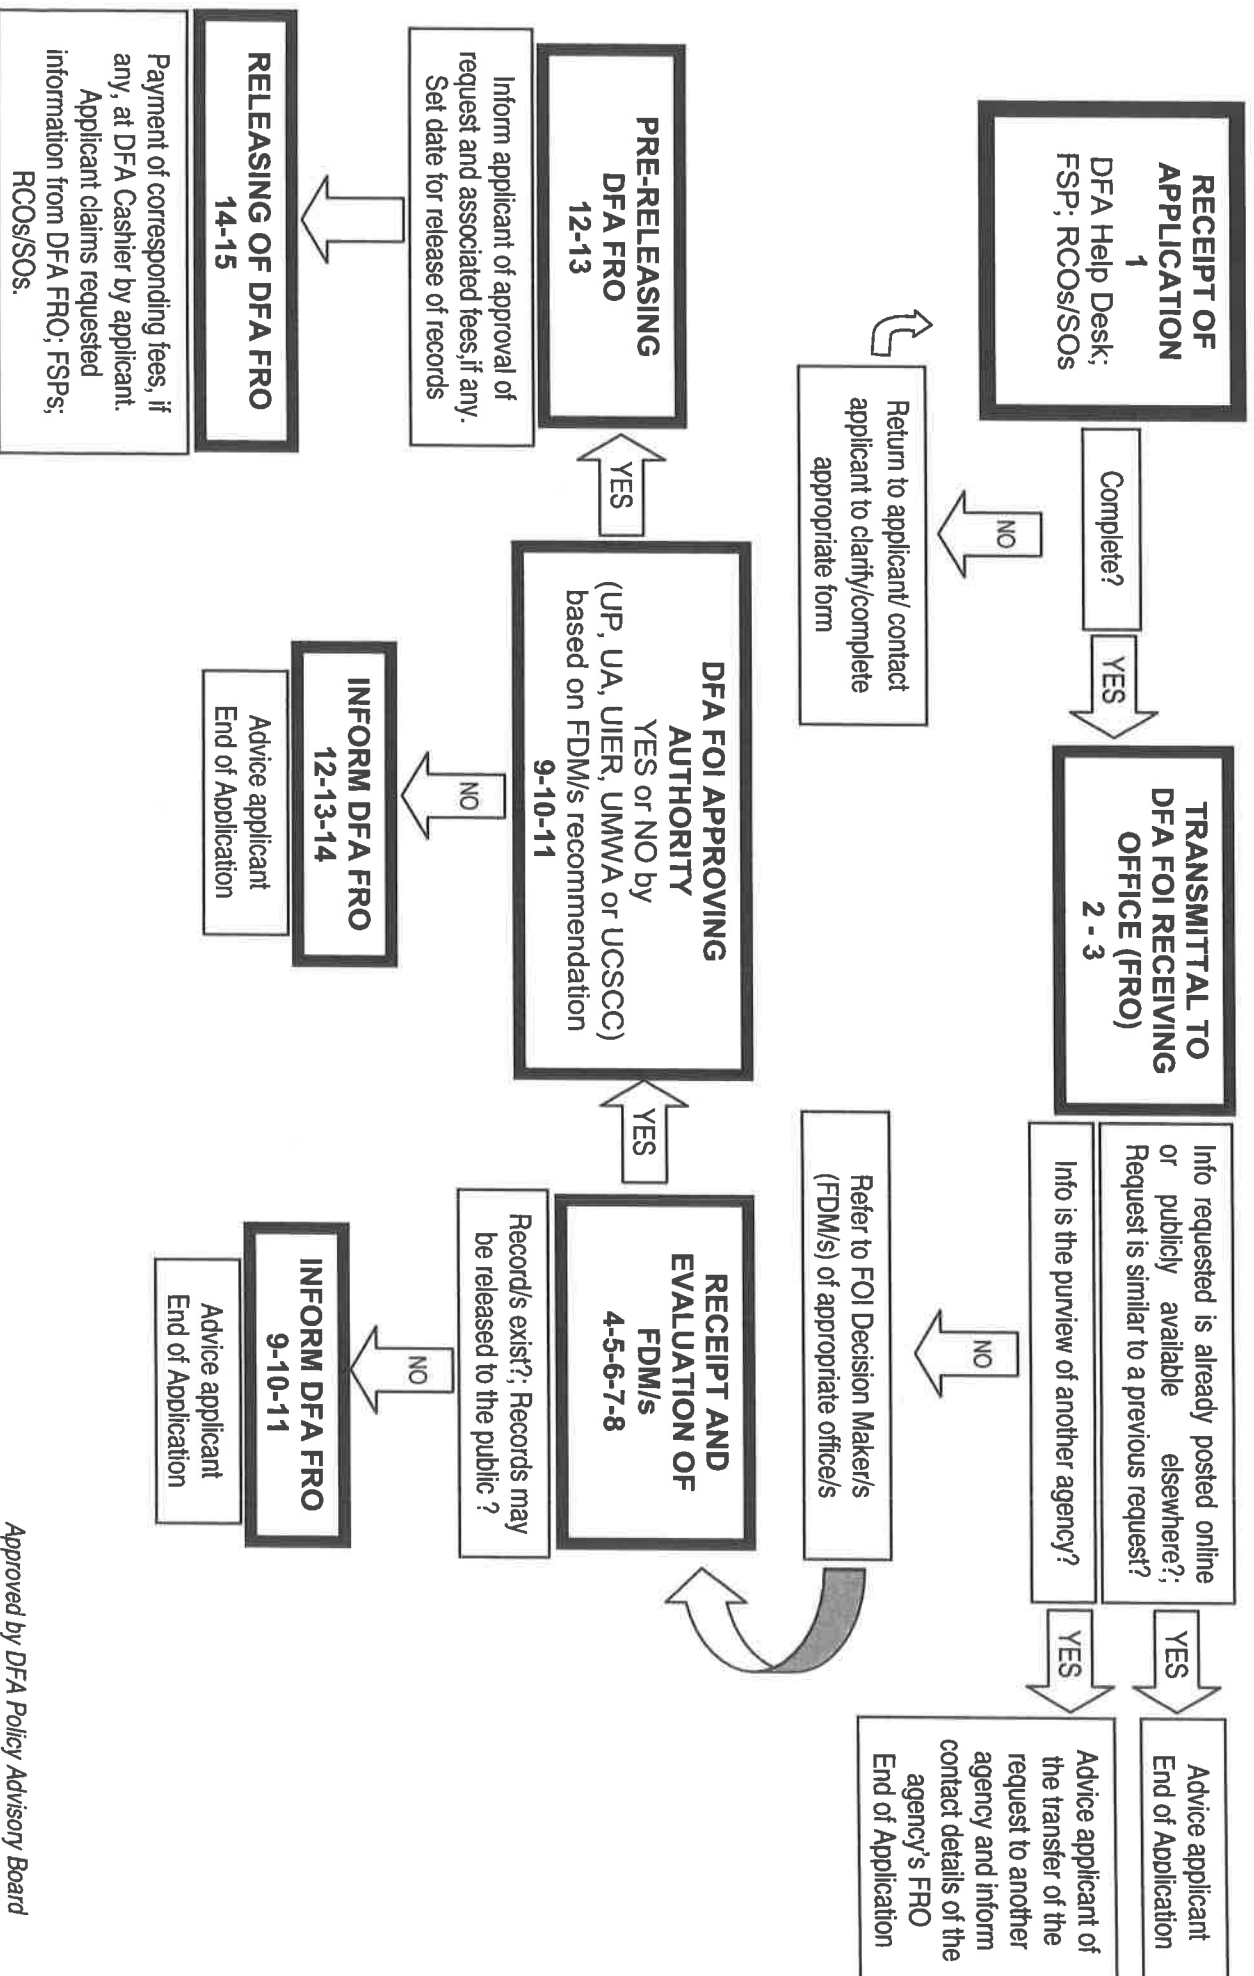 RECEIPT OF
APPLICATION
1
DFA Help Desk;
FSP; RCOs/SOs
Complete?
YES
NO
Return to applicant/ contact
applicant to clarify/complete
appropriate form
TRANSMITTAL TO
DFA FOI RECEIVING
OFFICE (FRO)
2 - 3
Info requested is already posted online
or publicly available elsewhere?;
Request is similar to a previous request?
YES
Advice applicant
End of Application
Info is the purview of another agency?
YES
Advice applicant of
the transfer of the
request to another
agency and inform
contact details of the
agency's FRO
End of Application
NO
Refer to FOI Decision Maker/s
(FDM/s) of appropriate office/s
RECEIPT AND
EVALUATION OF
FDM/s
4-5-6-7-8
Record/s exist?; Records may
be released to the public ?
NO
INFORM DFA FRO
9-10-11
Advice applicant
End of Application
YES
DFA FOI APPROVING
AUTHORITY
YES or NO by
(UP, UA, UIER, UMWA or UCSCC)
based on FDM/s recommendation
9-10-11
NO
INFORM DFA FRO
12-13-14
Advice applicant
End of Application
YES
PRE-RELEASING
DFA FRO
12-13
Inform applicant of approval of
request and associated fees,if any.
Set date for release of records
RELEASING OF DFA FRO
14-15
Payment of corresponding fees, if
any, at DFA Cashier by applicant.
Applicant claims requested
information from DFA FRO; FSPs;
RCOs/SOs.
Approved by DFA Policy Advisory Board